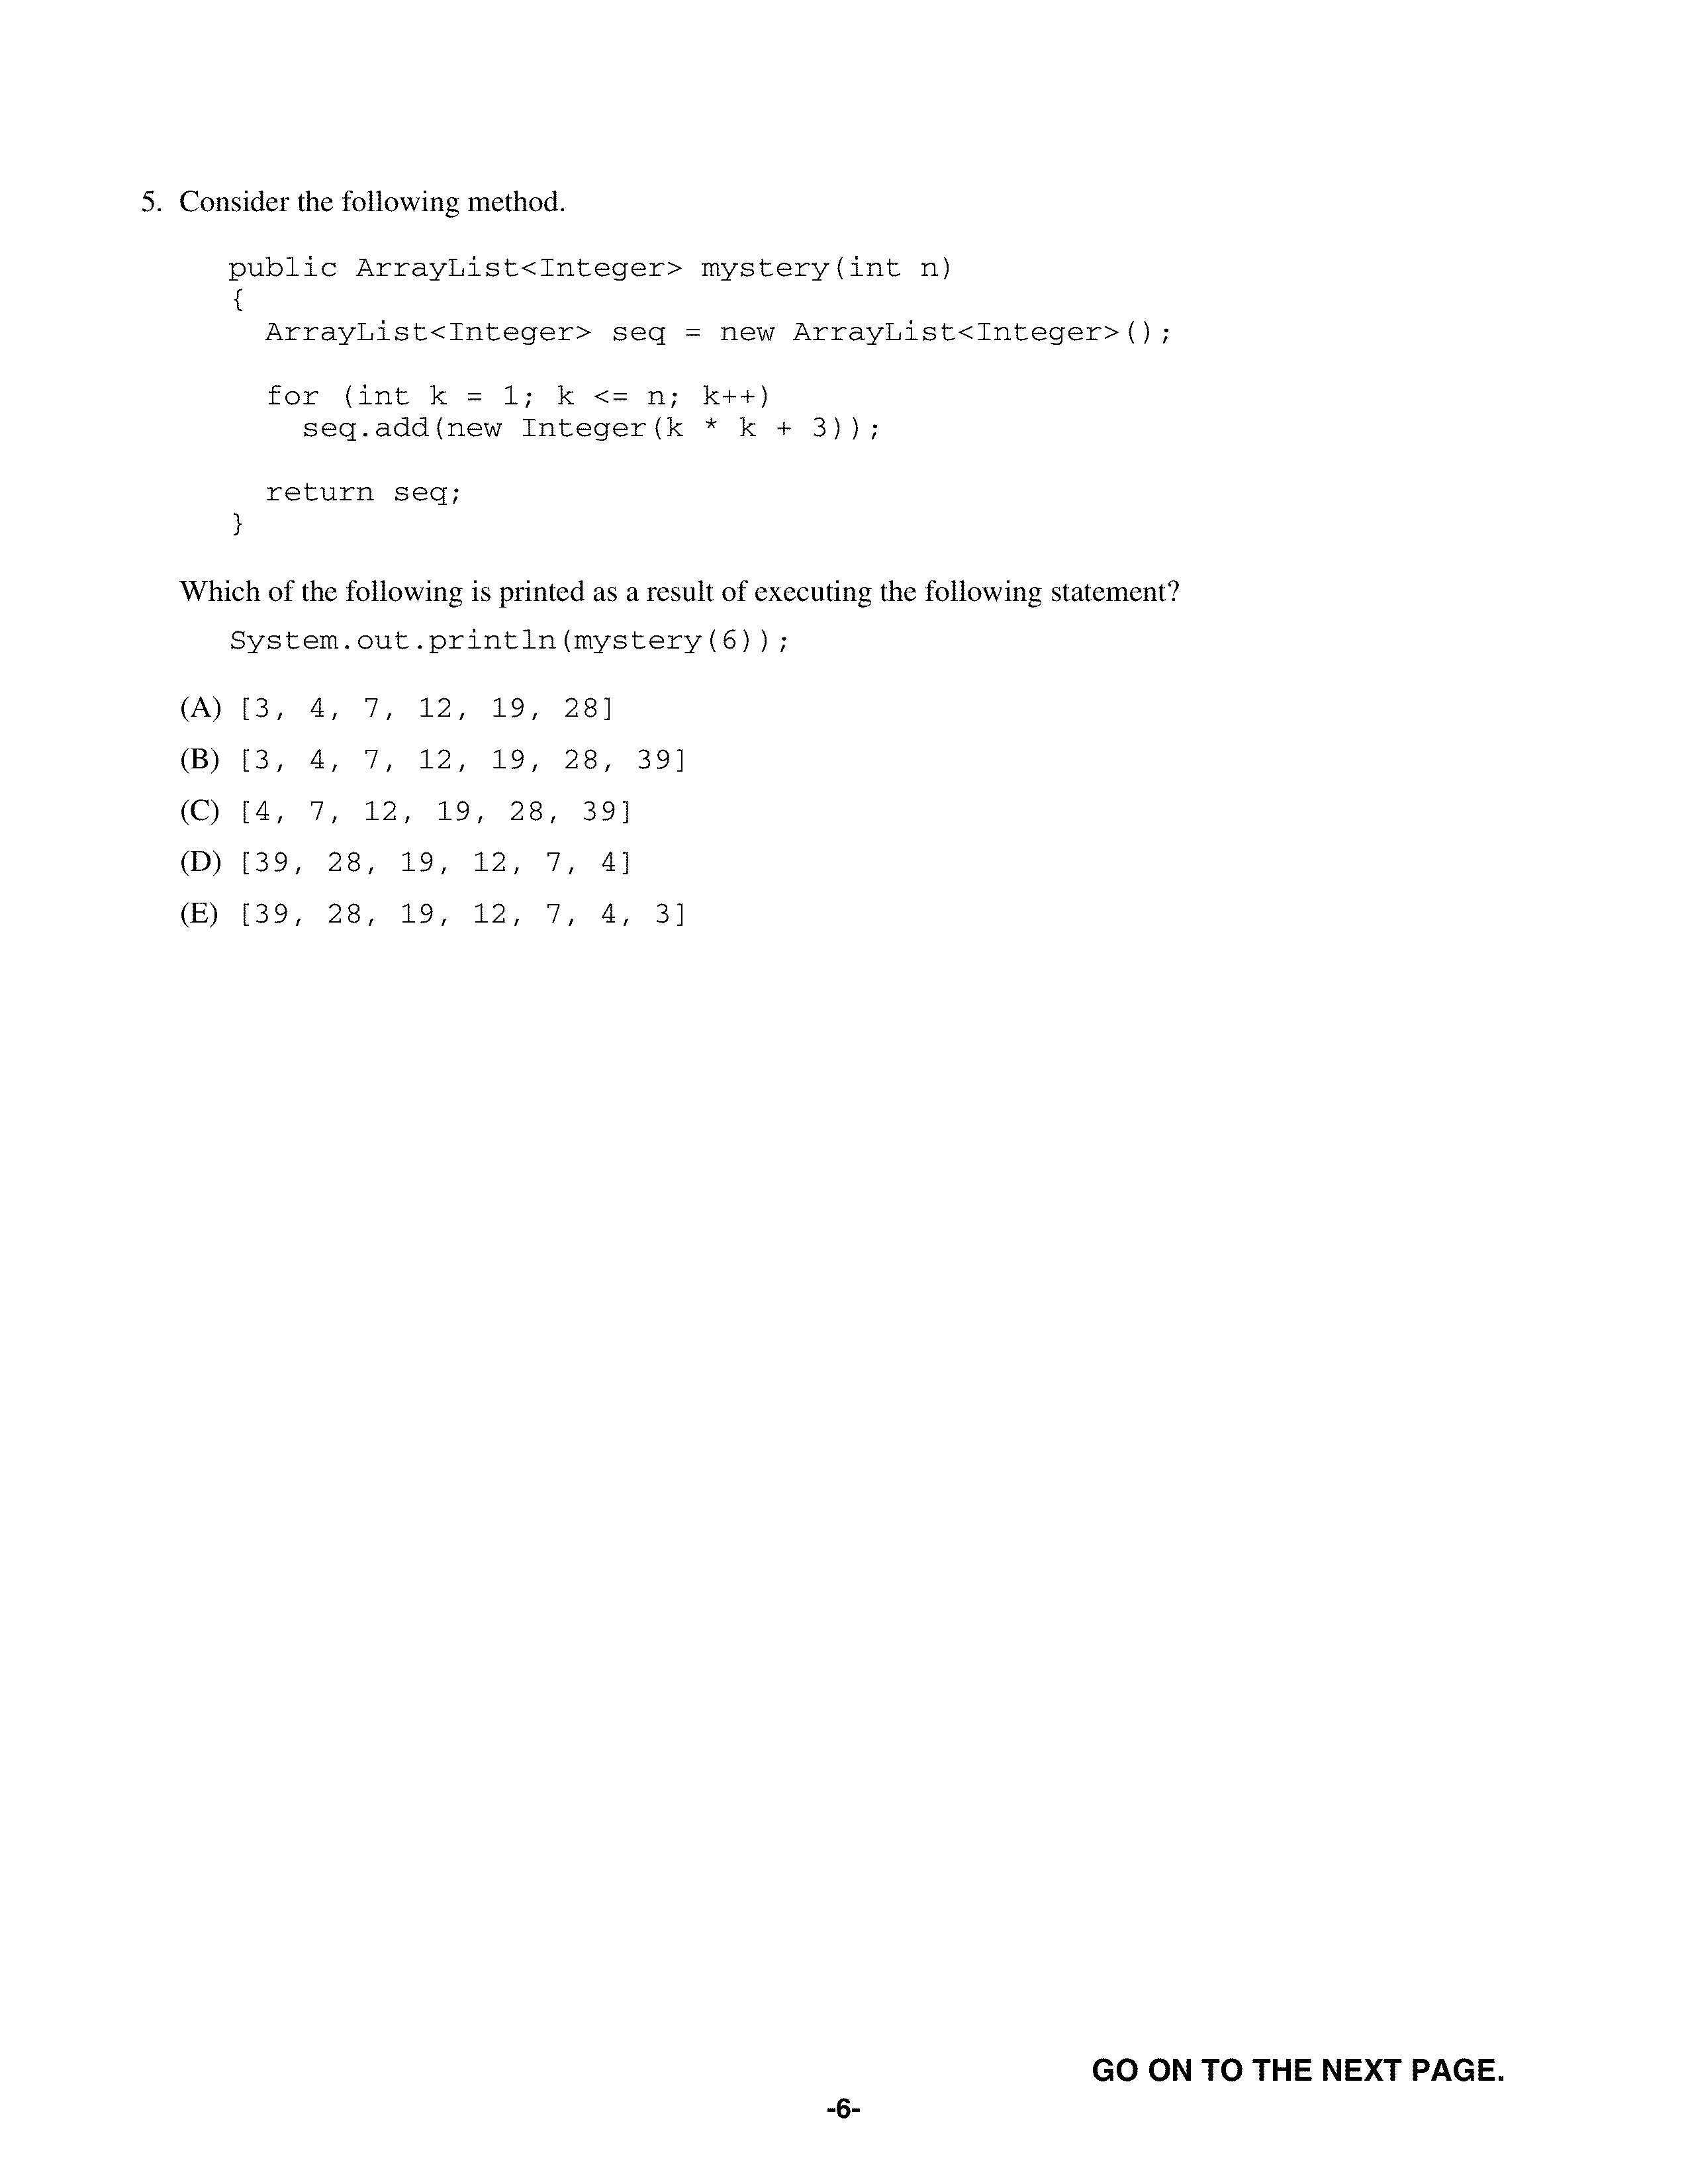 5. Consider the following method.
public ArrayList<Integer> mystery(int n)
{
ArrayList<Integer> seq = new ArrayList<Integer>();
for (int k = 1; k <= n; k++)
seq.add(new Integer(k * k + 3));
return seq;
}
Which of the following is printed as a result of executing the following statement?
System.out.println(mystery(6));
(A) [3, 4, 7, 12, 19, 28]
(B) [3, 4, 7, 12, 19, 28, 39]
(C) [4, 7, 12, 19, 28, 39]
(D) [39, 28, 19, 12, 7, 4]
(E) [39, 28, 19, 12, 7, 4, 3]
GO ON TO THE NEXT PAGE.
-6-